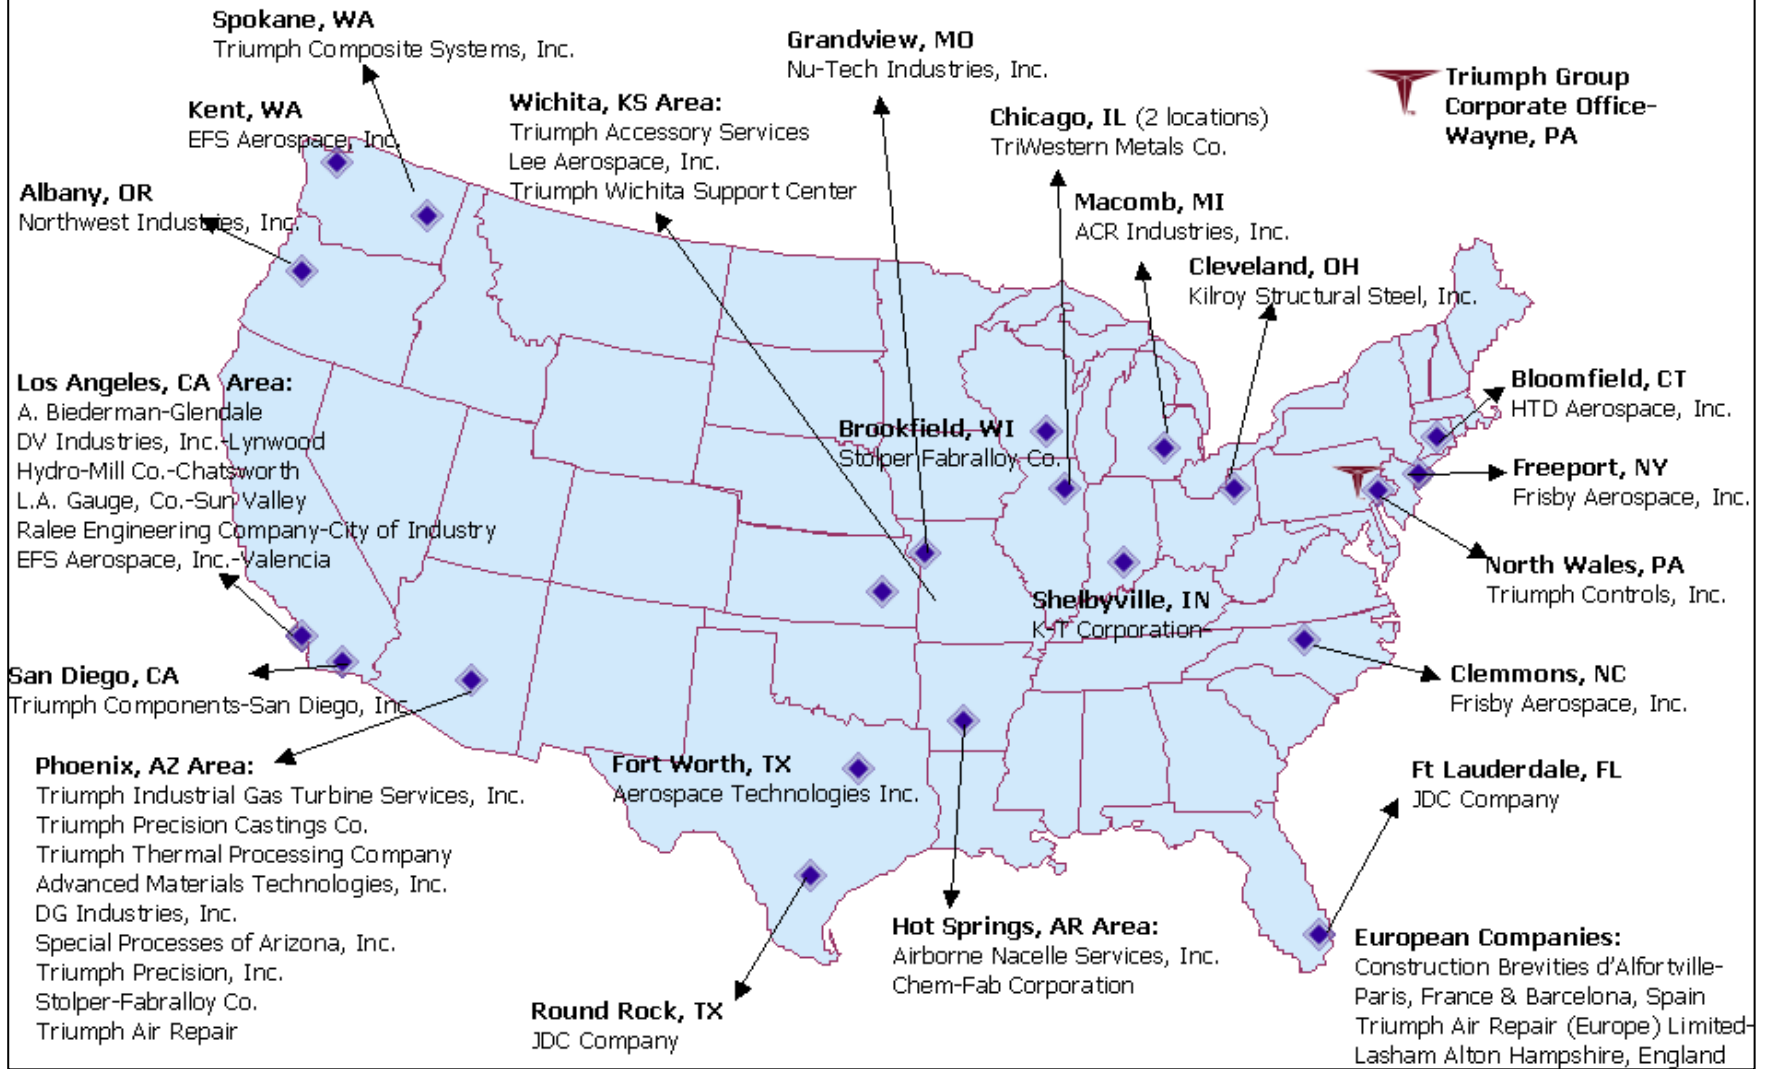 Spokane, WA
Triumph Composite Systems, Inc.
Kent, WA
EFS Aerospace, Inc.
Albany, OR
Northwest Industries, Inc.
Wichita, KS Area:
Triumph Accessory Services
Lee Aerospace, Inc.
Triumph Wichita Support Center
Grandview, MO
Nu-Tech Industries, Inc.
Chicago, IL (2 locations)
TriWestern Metals Co.
Macomb, MI
ACR Industries, Inc.
Cleveland, OH
Kilroy Structural Steel, Inc.
Triumph Group
Corporate Office-
Wayne, PA
Los Angeles, CA Area:
A. Biederman-Glendale
DV Industries, Inc.-Lynwood
Hydro-Mill Co.-Chatsworth
L.A. Gauge, Co.-Sun Valley
Ralee Engineering Company-City of Industry
EFS Aerospace, Inc.-Valencia
Brookfield, WI
Stolper Fabralloy Co.
Bloomfield, CT
HTD Aerospace, Inc.
Freeport, NY
Frisby Aerospace, Inc.
North Wales, PA
Triumph Controls, Inc.
Shelbyville, IN
K-T Corporation
San Diego, CA
Triumph Components-San Diego, Inc.
Clemmons, NC
Frisby Aerospace, Inc.
Phoenix, AZ Area:
Triumph Industrial Gas Turbine Services, Inc.
Triumph Precision Castings Co.
Triumph Thermal Processing Company
Advanced Materials Technologies, Inc.
DG Industries, Inc.
Special Processes of Arizona, Inc.
Triumph Precision, Inc.
Stolper-Fabralloy Co.
Triumph Air Repair
Fort Worth, TX
Aerospace Technologies Inc.
Round Rock, TX
JDC Company
Hot Springs, AR Area:
Airborne Nacelle Services, Inc.
Chem-Fab Corporation
Ft Lauderdale, FL
JDC Company
European Companies:
Construction Brevities d'Alfortville-
Paris, France & Barcelona, Spain
Triumph Air Repair (Europe) Limited-
Lasham Alton Hampshire, England